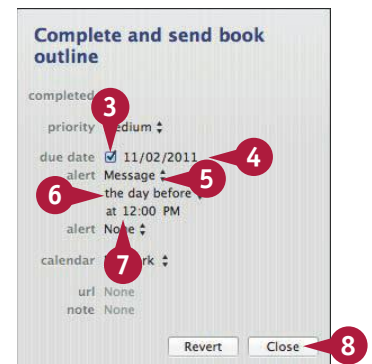 Complete and send book
outline
completed
3
priority edium
due date 11/02/2011 4
alert Message 5
6 the day before
at 12:00 PM
alert None
7
calendar rk
url None
note None
Revert Close 8